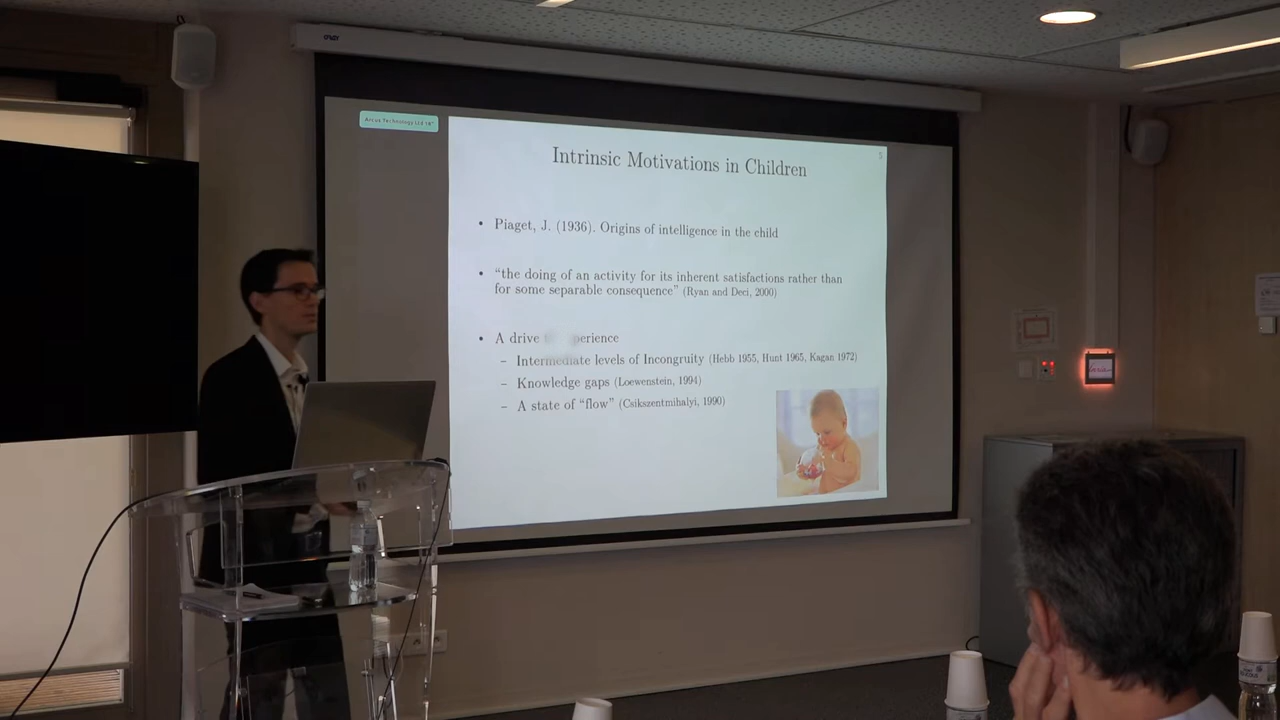 Intrinsic Motivations in Children
5
• Piaget, J. (1936). Origins of intelligence in the child
• “the doing of an activity for its inherent satisfactions rather than
for some separable consequence” (Ryan and Deci, 2000)
• A drive
– Intermediate levels of Incongruity (Hebb 1955, Hunt 1965, Kagan 1972)
– Knowledge gaps (Loewenstein, 1994)
– A state of “flow” (Csikszentmihalyi, 1990)